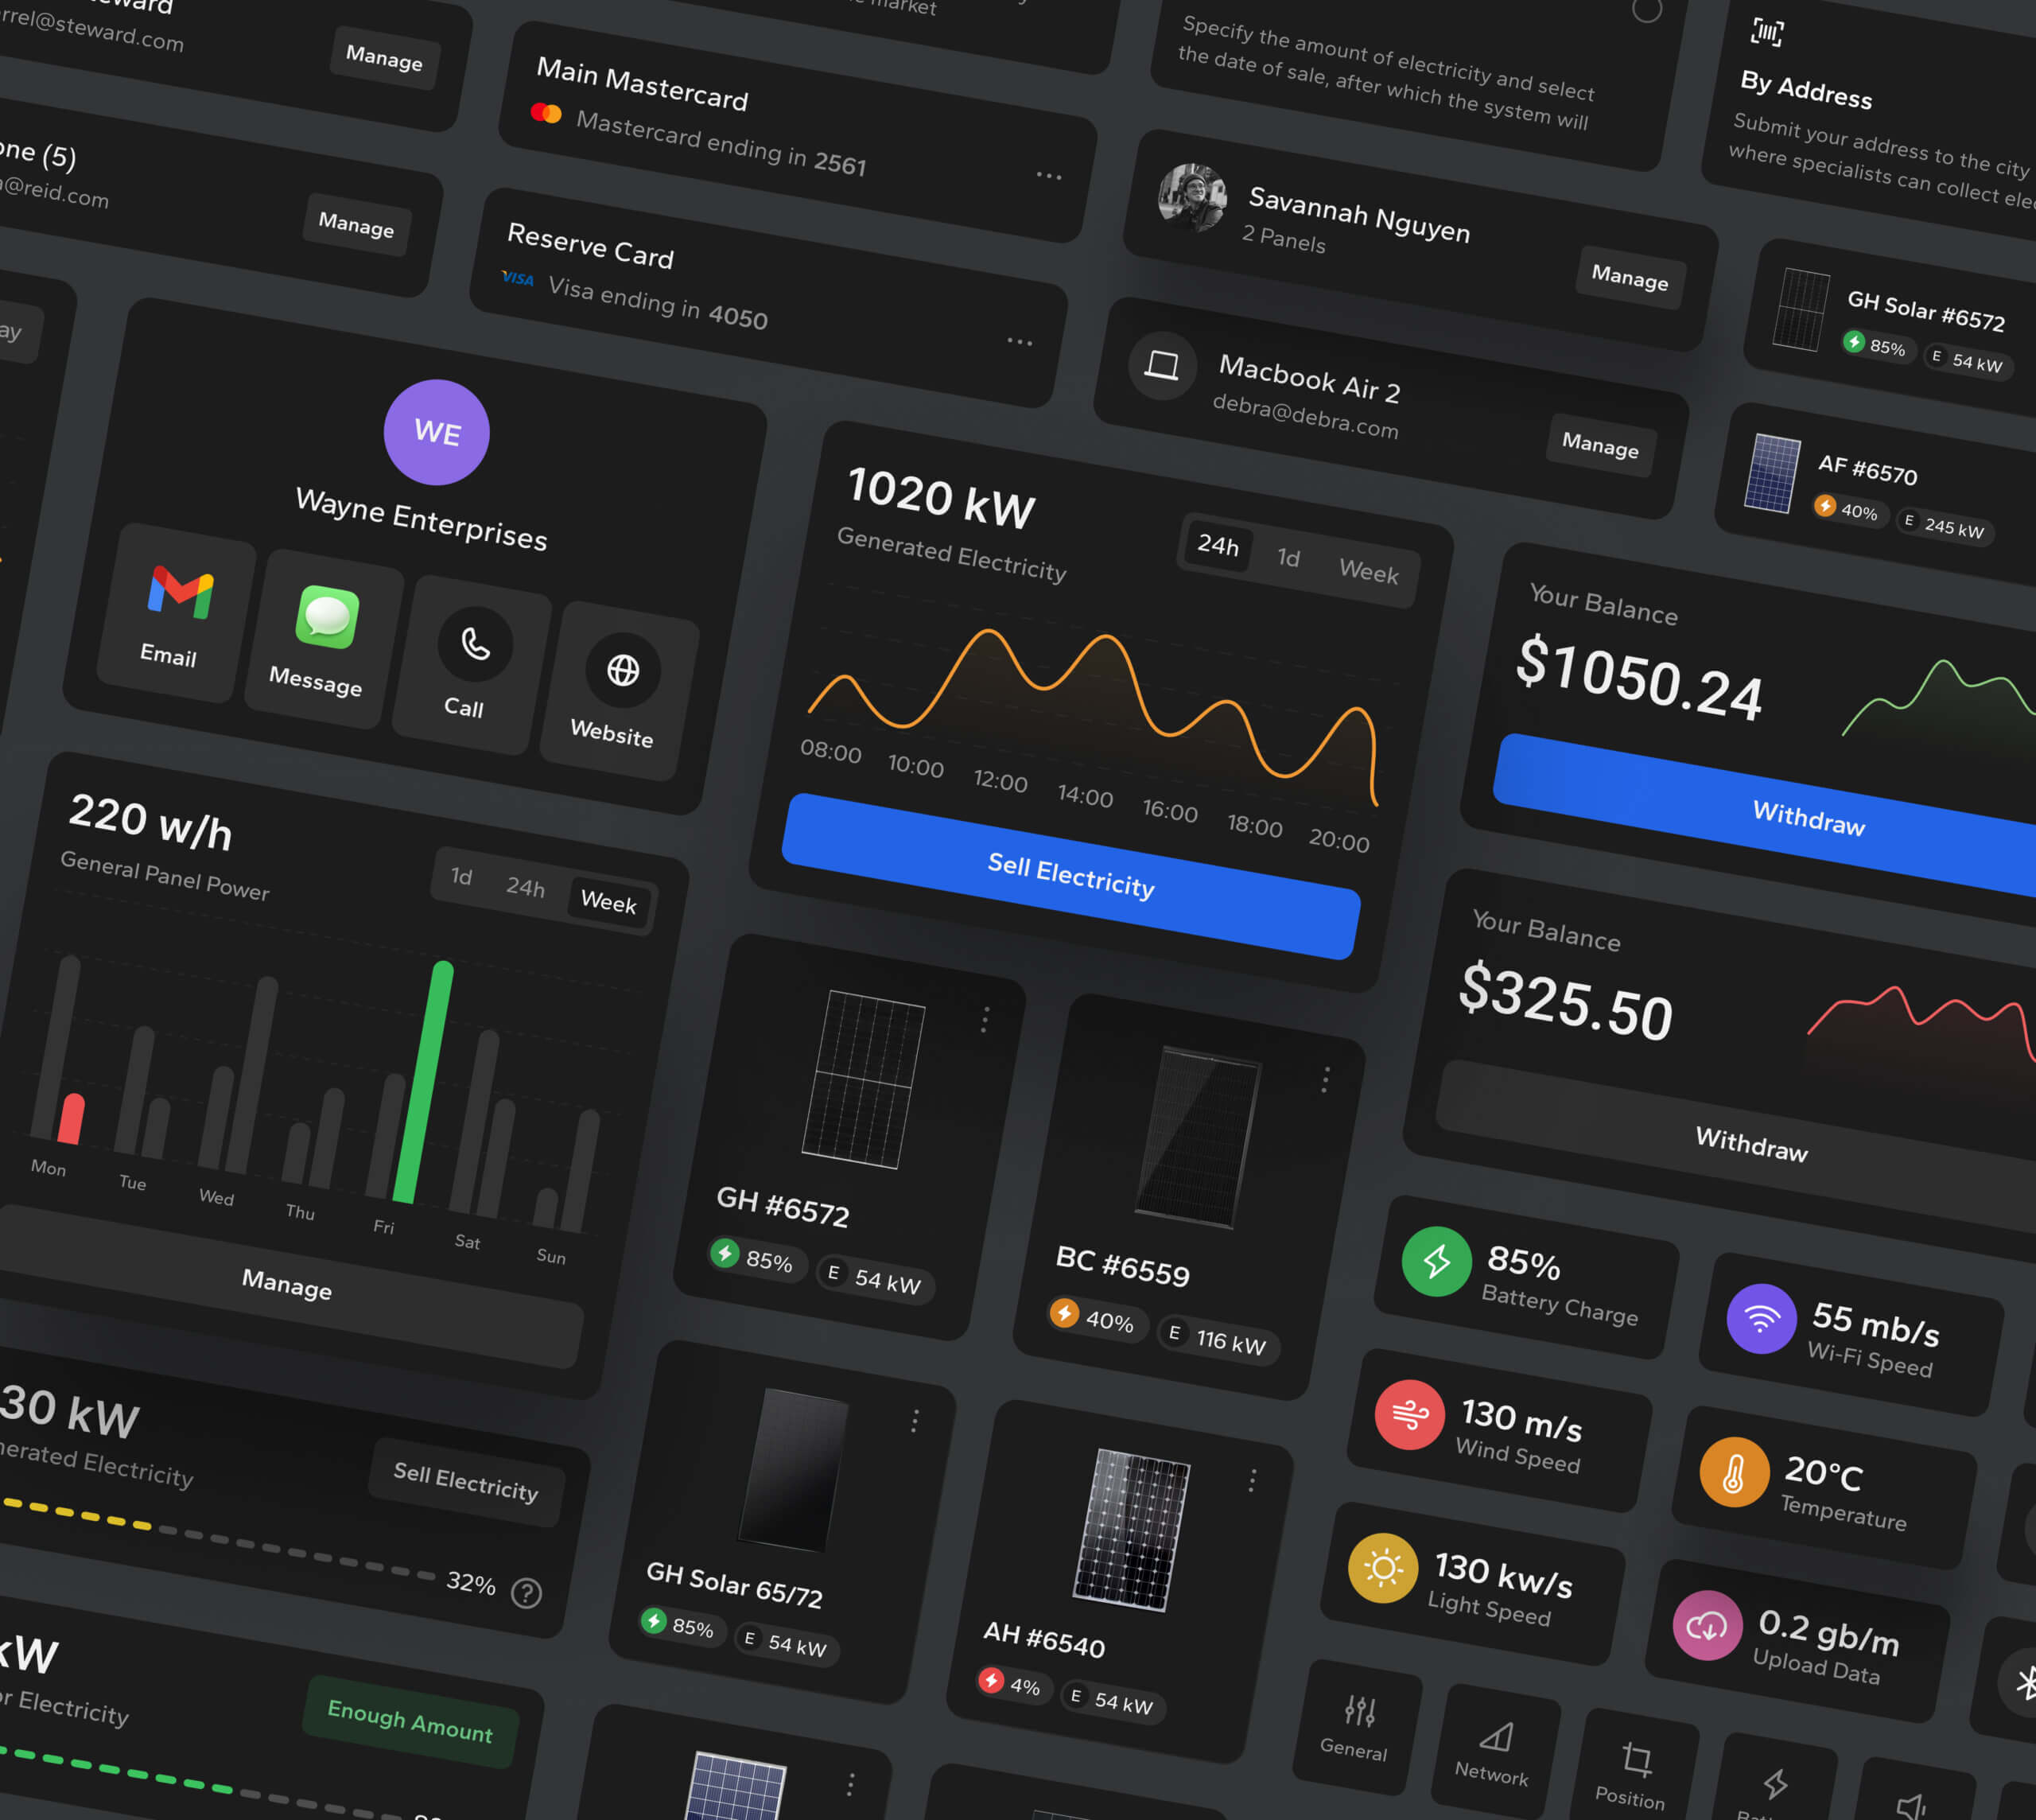 rrel@steward.com
Manage
one (5)
@reid.com
Manage
Main Mastercard
Mastercard ending in 2561
Reserve Card
VISA Visa ending in 4050
market
Specify the amount of electricity and select
the date of sale, after which the system will
By Address
Submit your address to the city
where specialists can collect
Savannah Nguyen
2 Panels
Manage
Macbook Air 2
debra@debra.com
Manage
GH Solar #6572
85% E 54 kW
AF #6570
40% E 245 kW
ay
WE
Wayne Enterprises
Email
Message
Call
Website
1020 kW
Generated Electricity
24h 1d Week
08:00 10:00 12:00 14:00 16:00 18:00 20:00
Sell Electricity
Your Balance
$1050.24
Withdraw
Your Balance
$325.50
Withdraw
220 w/h
General Panel Power
1d 24h Week
Mon Tue Wed Thu Fri Sat Sun
Manage
GH #6572
85% E 54 kW
BC #6559
40% E 116 kW
GH Solar 65/72
85% E 54 kW
AH #6540
4% E 54 kW
85%
Battery Charge
55 mb/s
Wi-Fi Speed
130 m/s
Wind Speed
20°C
Temperature
130 kw/s
Light Speed
0.2 gb/m
Upload Data
30 kW
nerated Electricity
Sell Electricity
32%
kW
or Electricity
Enough Amount
General
Network
Position